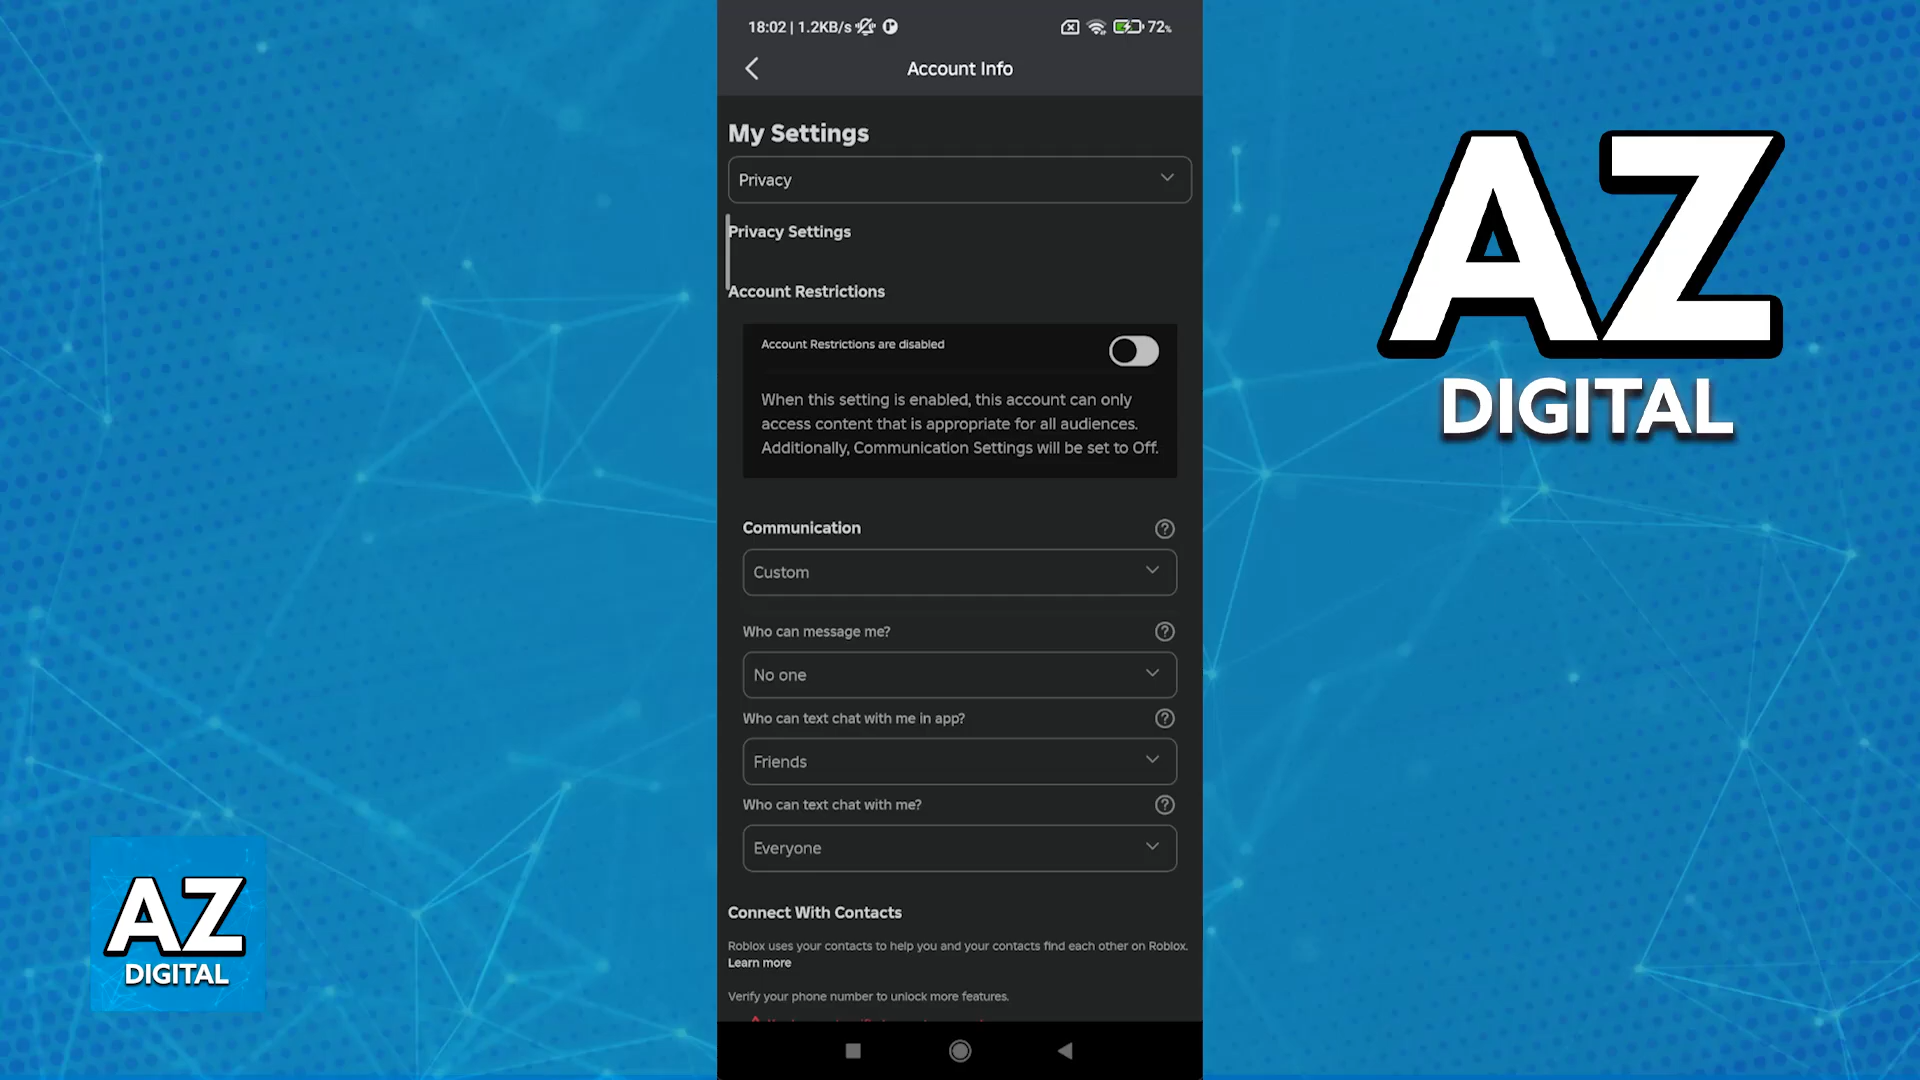 18:02 | 1.2KB/s
72%
Account Info
My Settings
Privacy
Privacy Settings
Account Restrictions
Account Restrictions are disabled
When this setting is enabled, this account can only
access content that is appropriate for all audiences.
Additionally, Communication Settings will be set to Off.
Communication
Custom
Who can message me?
No one
Who can text chat with me in app?
Friends
Who can text chat with me?
Everyone
Connect With Contacts
Roblox uses your contacts to help you and your contacts find each other on Roblox.
Learn more
Verify your phone number to unlock more features.
AZ
DIGITAL
AZ
DIGITAL